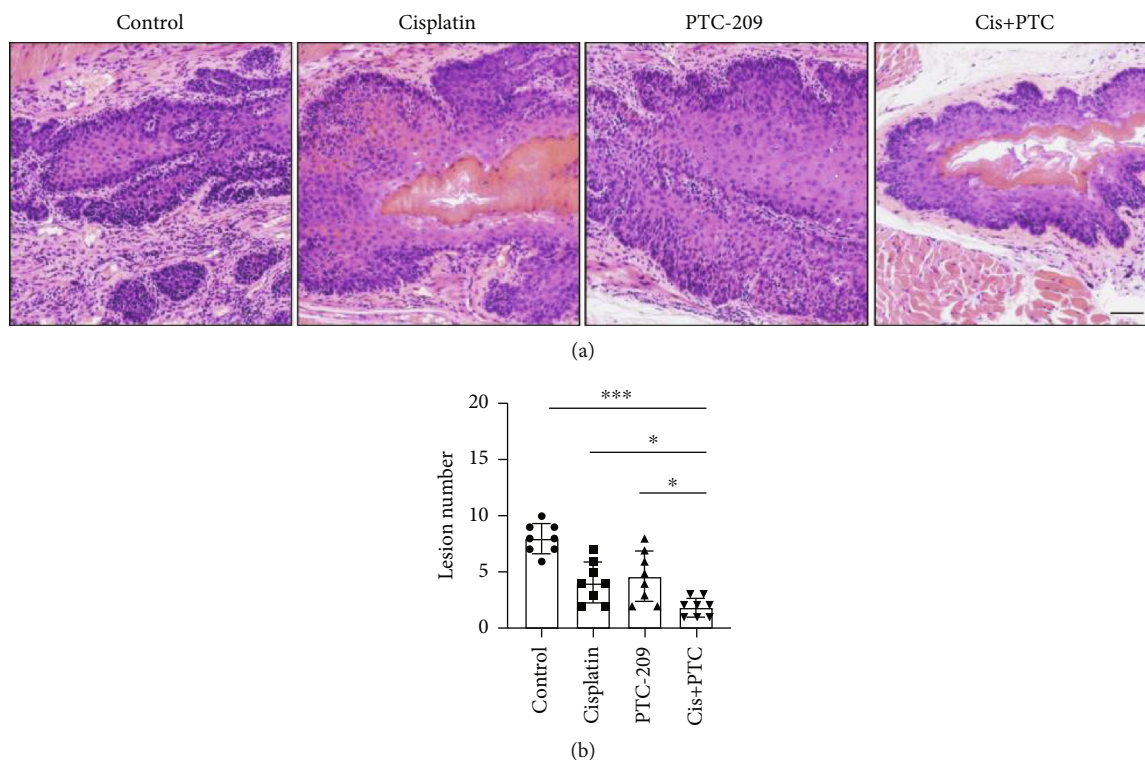 Control Cisplatin PTC-209 Cis+PTC
(a)
20
15
10
5
0
Lesion number
***
*
*
Control
Cisplatin
PTC-209
Cis+PTC
(b)